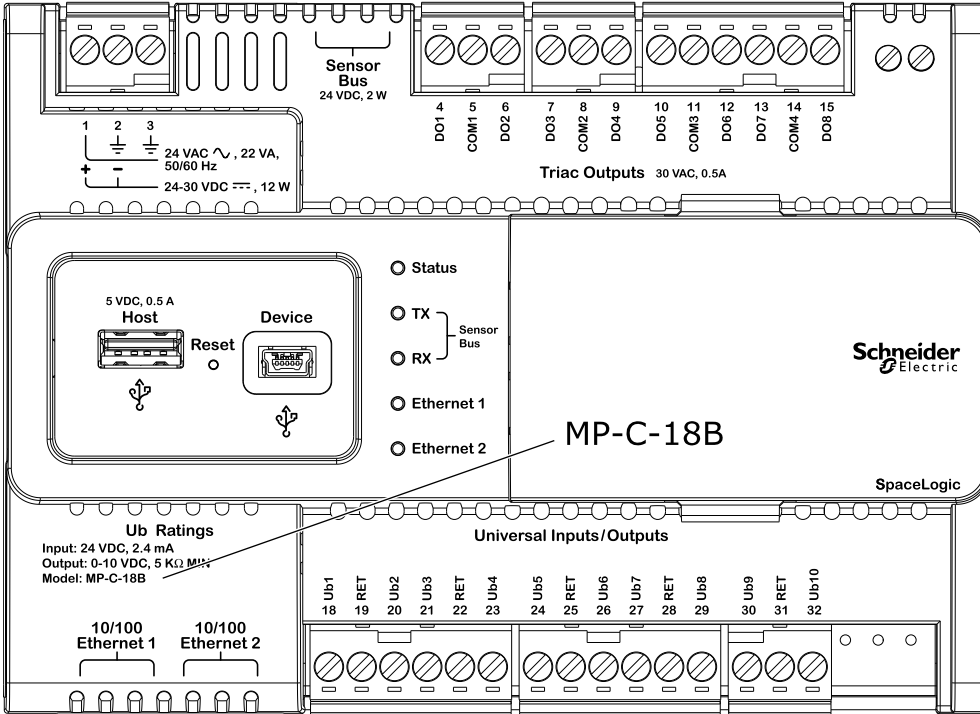 Sensor
Bus
24 VDC, 2 W
1 2 3
24 VAC, 22 VA,
50/60 Hz
+ −
24-30 VDC, 12 W
4 5 6 7 8 9 10 11 12 13 14 15
DO1 COM1 DO2 DO3 COM2 DO4 DO5 COM3 DO6 DO7 COM4 DO8
Triac Outputs 30 VAC, 0.5A
Status
TX
RX
Sensor
Bus
Ethernet 1
Ethernet 2
5 VDC, 0.5 A
Host
Reset
Device
Schneider
Electric
MP-C-18B
SpaceLogic
Ub Ratings
Input: 24 VDC, 2.4 mA
Output: 0-10 VDC, 5 KΩ MIN
Model: MP-C-18B
Universal Inputs/Outputs
Ub1 RET Ub2 Ub3 RET Ub4 Ub5 RET Ub6 Ub7 RET Ub8 Ub9 RET Ub10
18 19 20 21 22 23 24 25 26 27 28 29 30 31 32
10/100
Ethernet 1
10/100
Ethernet 2